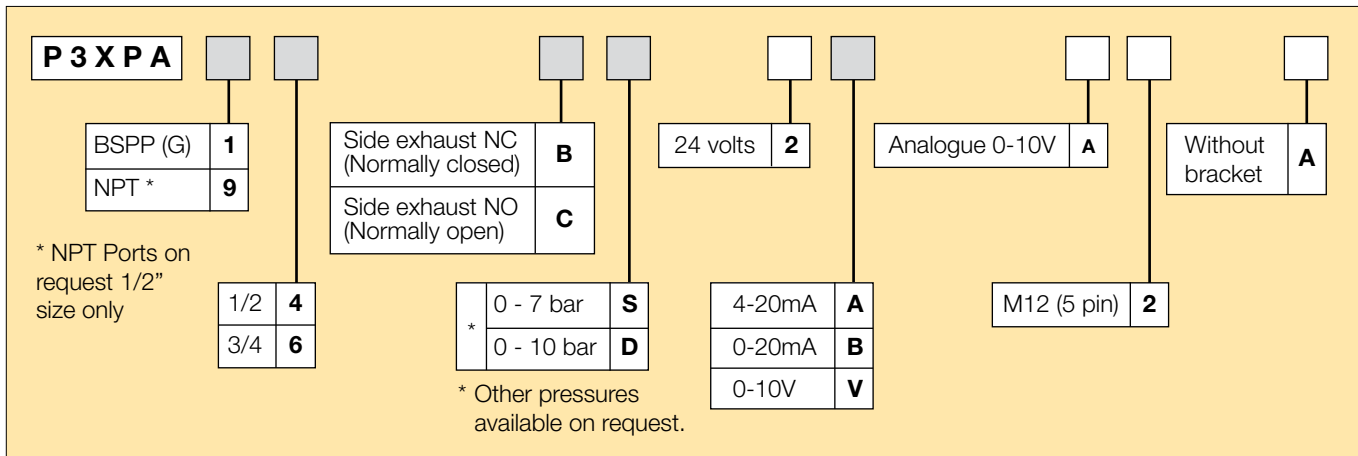 P 3 X P A
BSPP (G) 1
NPT * 9
* NPT Ports on
request 1/2”
size only
1/2 4
3/4 6
Side exhaust NC
(Normally closed) B
Side exhaust NO
(Normally open) C
* 0 - 7 bar S
0 - 10 bar D
* Other pressures
available on request.
24 volts 2
4-20mA A
0-20mA B
0-10V V
Analogue 0-10V A
M12 (5 pin) 2
Without
bracket A